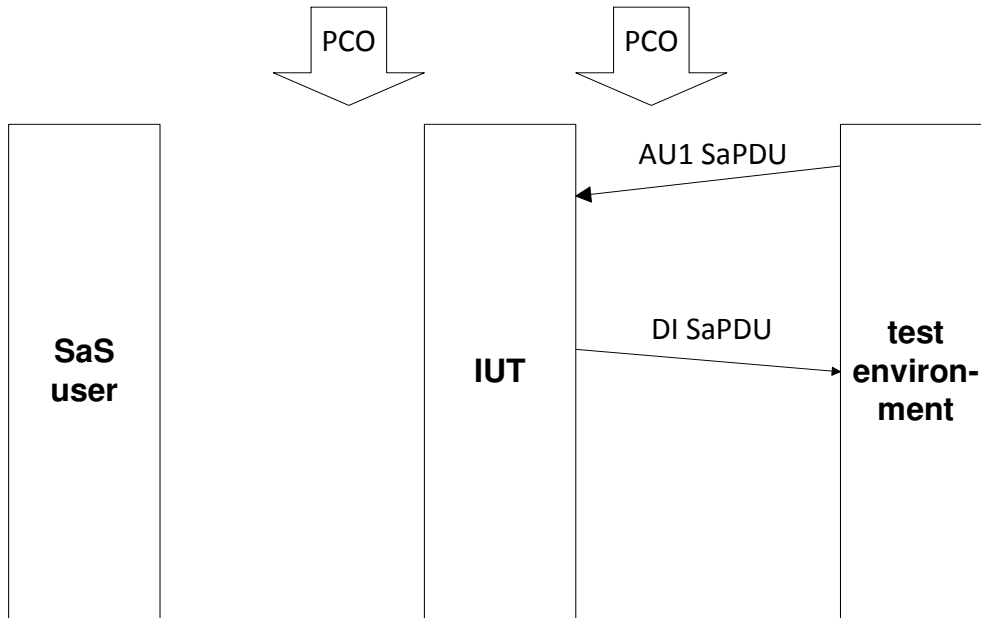 PCO
PCO
AU1 SaPDU
DI SaPDU
SaS
user
IUT
test
environ-
ment